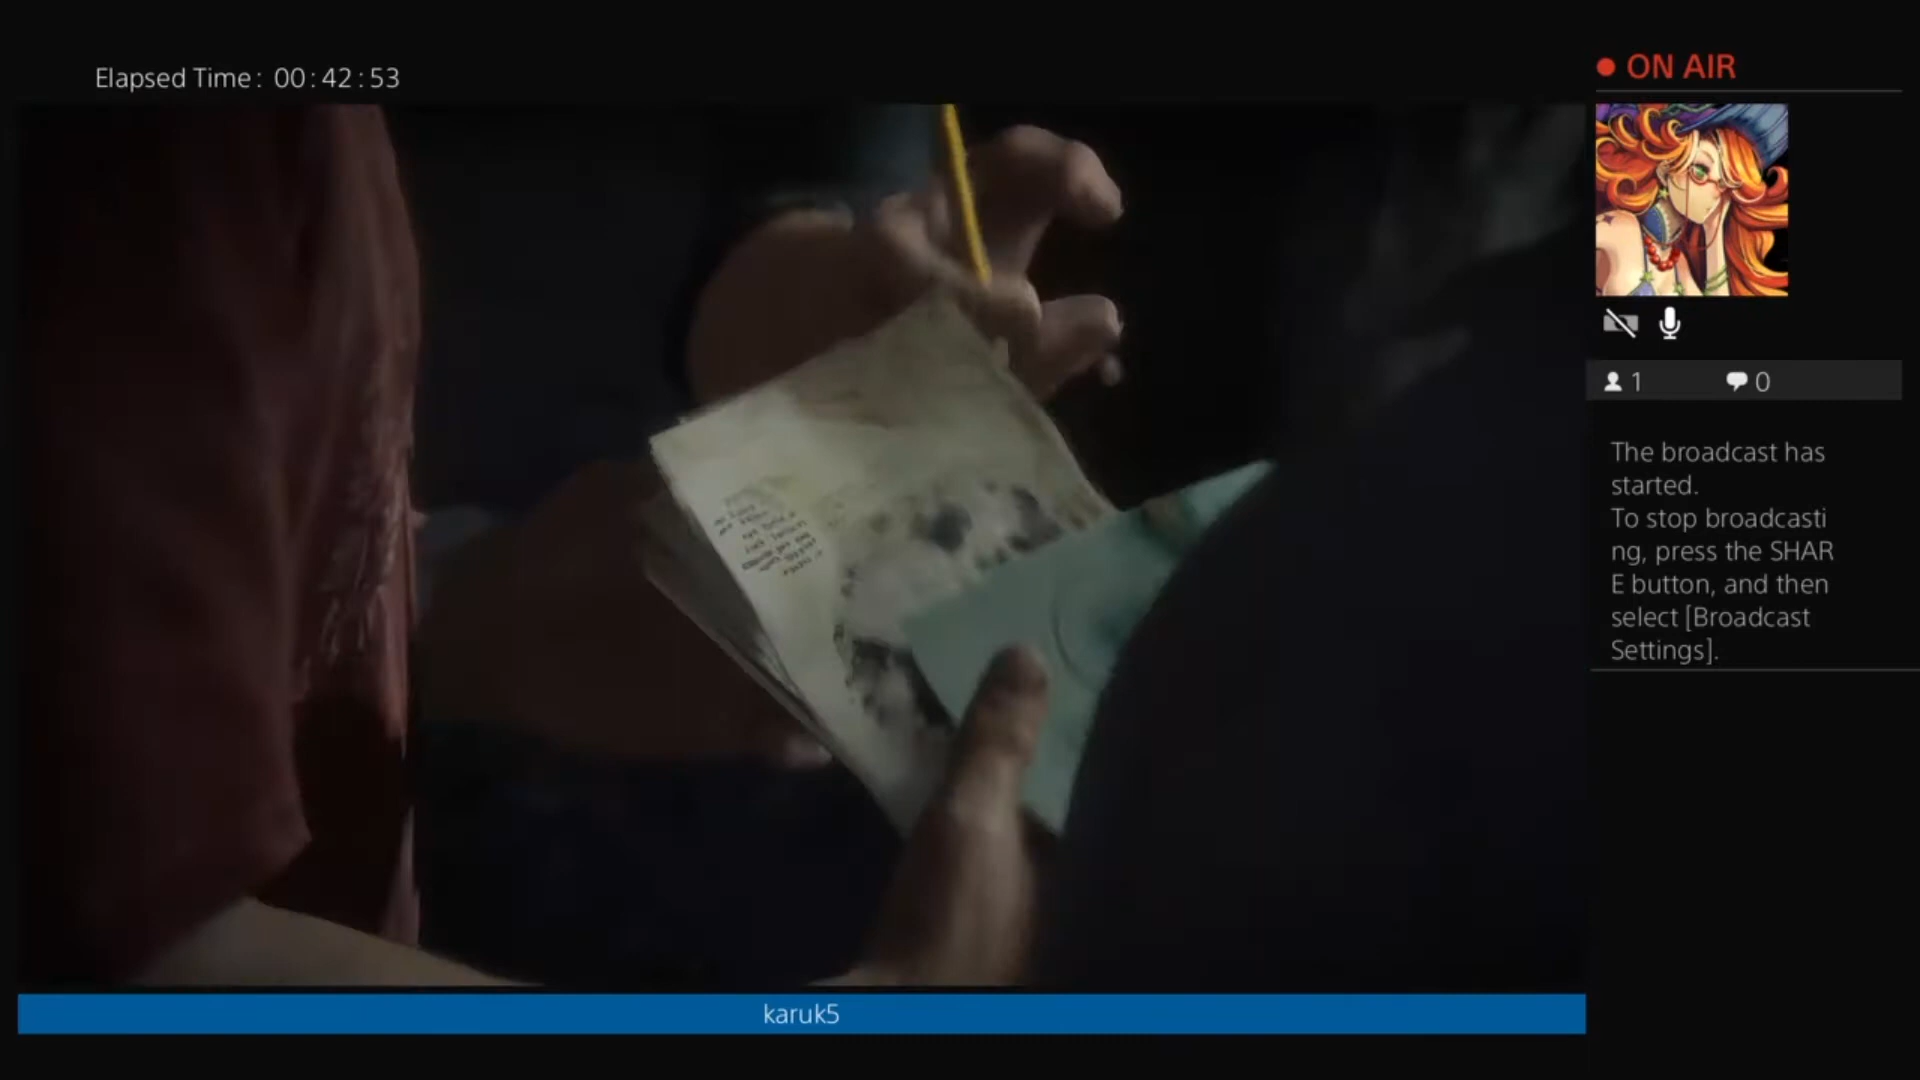 Elapsed Time: 00:42:53
ON AIR
1
0
The broadcast has
started.
To stop broadcasti
ng, press the SHAR
E button, and then
select [Broadcast
Settings].
karuk5